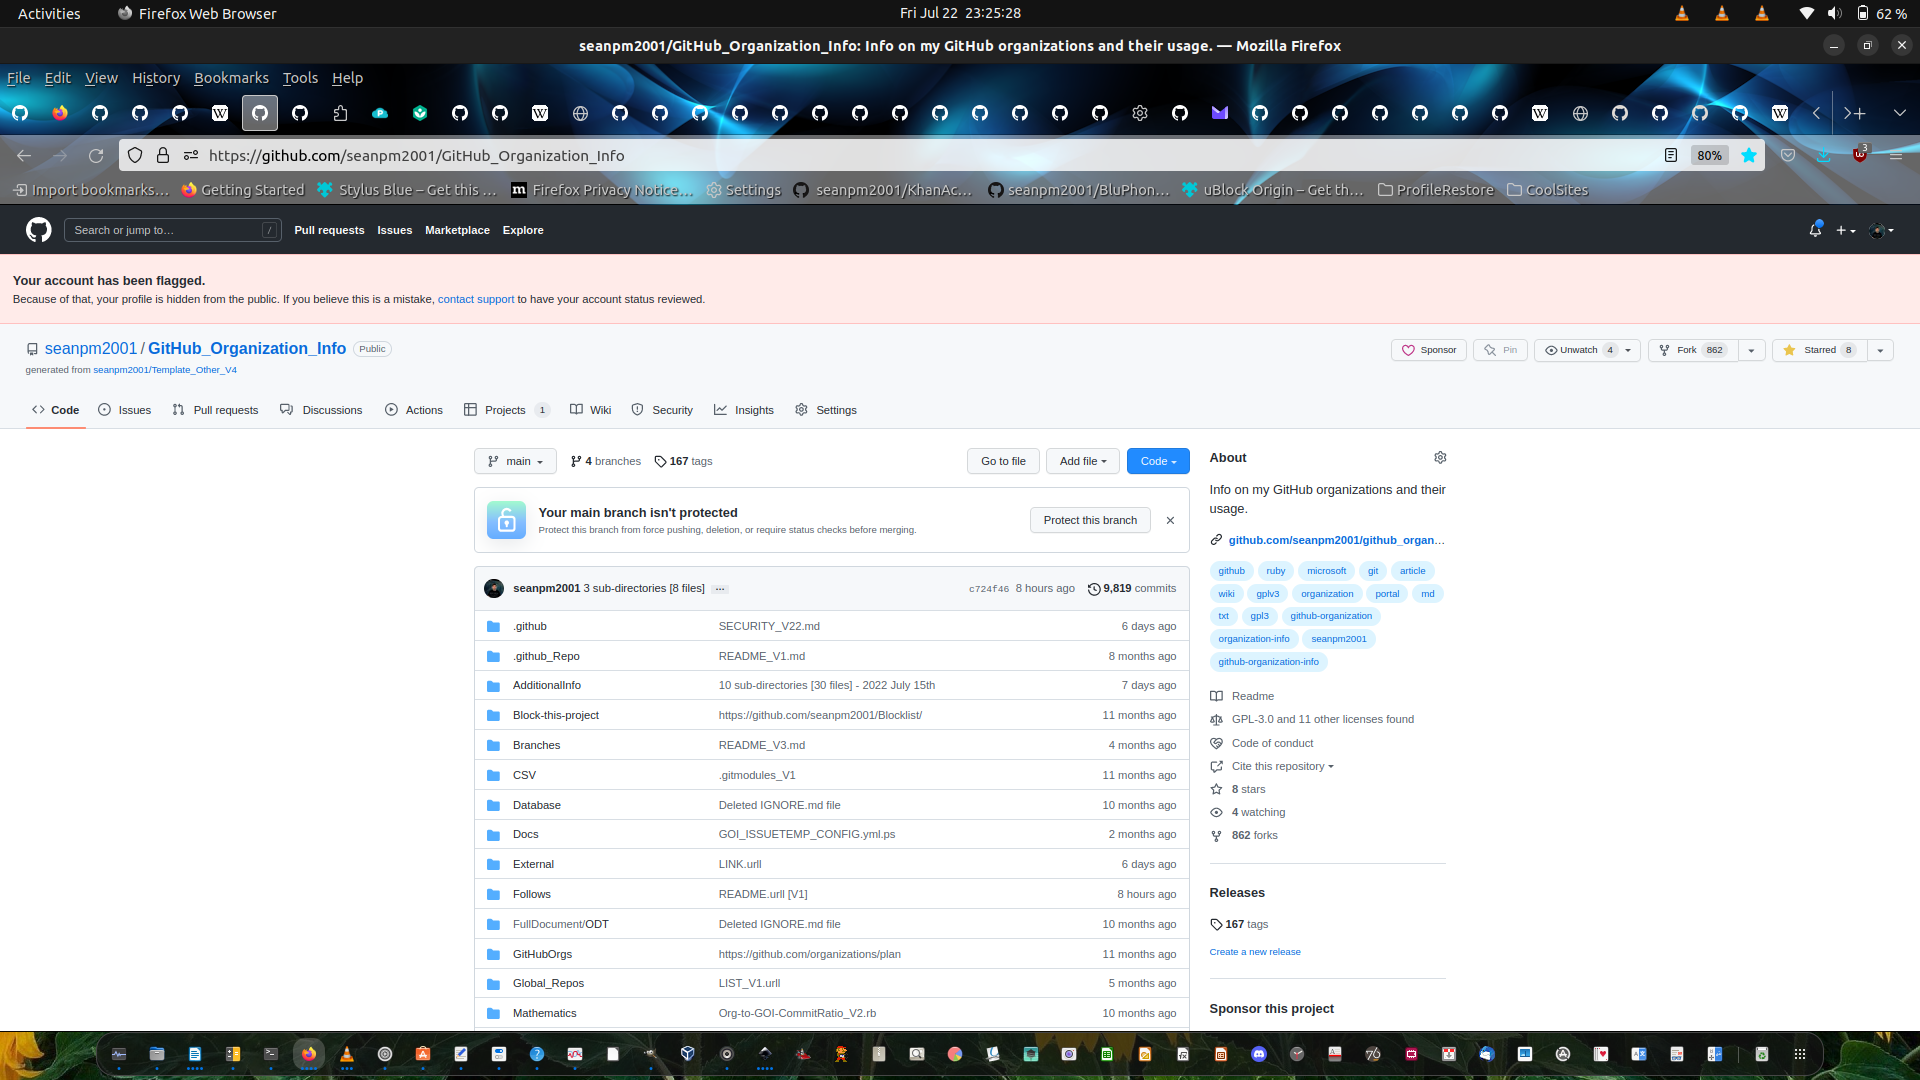 Activities
Firefox Web Browser
Fri Jul 22 23:25:28
62 %
seanpm2001/GitHub_Organization_Info: Info on my GitHub organizations and their usage. — Mozilla Firefox
File Edit View History Bookmarks Tools Help
https://github.com/seanpm2001/GitHub_Organization_Info
80%
3
Import bookmarks…
Getting Started
Stylus Blue – Get this …
Firefox Privacy Notice…
Settings
seanpm2001/KhanAc…
seanpm2001/BluPhon…
uBlock Origin – Get th…
ProfileRestore
CoolSites
Search or jump to…
/
Pull requests Issues Marketplace Explore
Your account has been flagged.
Because of that, your profile is hidden from the public. If you believe this is a mistake, contact support to have your account status reviewed.
seanpm2001 / GitHub_Organization_Info
Public
Sponsor
Pin
Unwatch 4
Fork 862
Starred 8
generated from seanpm2001/Template_Other_V4
Code
Issues
Pull requests
Discussions
Actions
Projects 1
Wiki
Security
Insights
Settings
main
4 branches
167 tags
Go to file
Add file
Code
Your main branch isn't protected
Protect this branch from force pushing, deletion, or require status checks before merging.
Protect this branch
seanpm2001 3 sub-directories [8 files] …
c724f46 8 hours ago
9,819 commits
.github SECURITY_V22.md 6 days ago
.github_Repo README_V1.md 8 months ago
AdditionalInfo 10 sub-directories [30 files] - 2022 July 15th 7 days ago
Block-this-project https://github.com/seanpm2001/Blocklist/ 11 months ago
Branches README_V3.md 4 months ago
CSV .gitmodules_V1 11 months ago
Database Deleted IGNORE.md file 10 months ago
Docs GOI_ISSUETEMP_CONFIG.yml.ps 2 months ago
External LINK.urll 6 days ago
Follows README.urll [V1] 8 hours ago
FullDocument/ODT Deleted IGNORE.md file 10 months ago
GitHubOrgs https://github.com/organizations/plan 11 months ago
Global_Repos LIST_V1.urll 5 months ago
Mathematics Org-to-GOI-CommitRatio_V2.rb 10 months ago
About
Info on my GitHub organizations and their
usage.
github.com/seanpm2001/github_organ…
github ruby microsoft git article
wiki gplv3 organization portal md
txt gpl3 github-organization
organization-info seanpm2001
github-organization-info
Readme
GPL-3.0 and 11 other licenses found
Code of conduct
Cite this repository
8 stars
4 watching
862 forks
Releases
167 tags
Create a new release
Sponsor this project